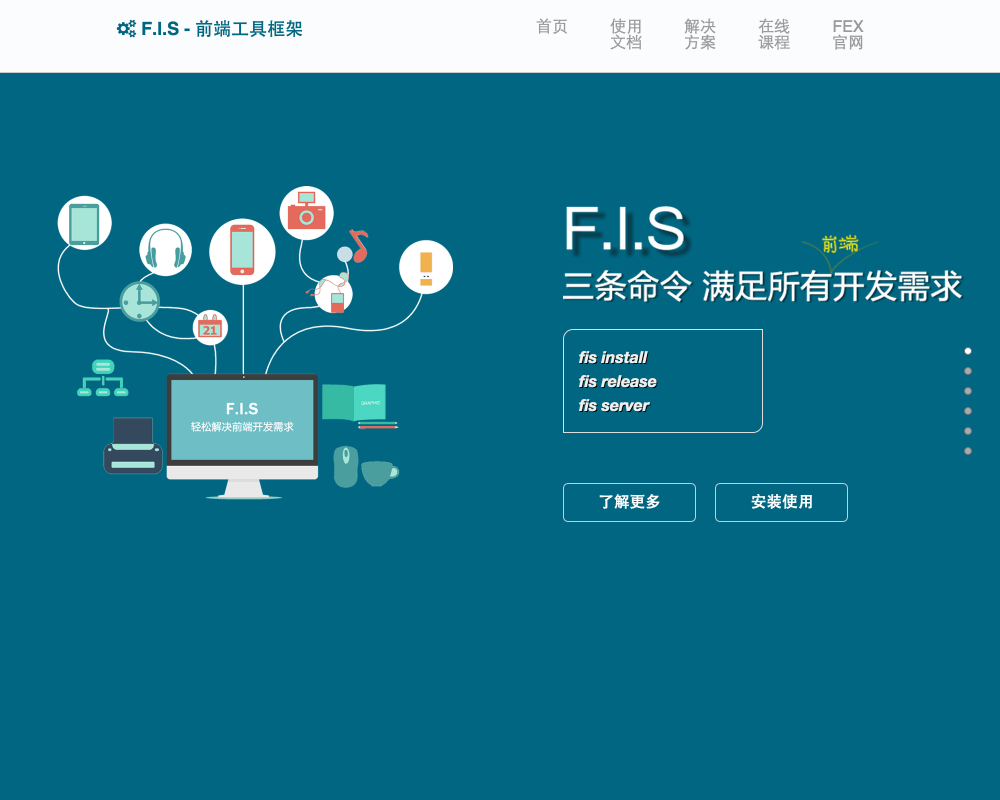 F.I.S - 前端工具框架
首页
使用
文档
解决
方案
在线
课程
FEX
官网
F.I.S
前端
三条命令 满足所有开发需求
fis install
fis release
fis server
了解更多
安装使用
21
F.I.S
轻松解决前端开发需求
GRAPHIC